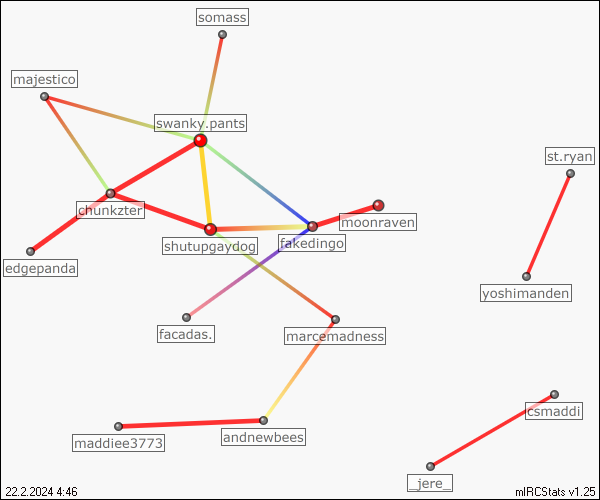 somass
majestico
swanky.pants
st.ryan
chunkzter
moonraven
shutupgaydog
fakedingo
edgepanda
yoshimanden
facadas.
marcemadness
csmaddi
maddiee3773
andnewbees
_jere_
22.2.2024 4:46
mIRCStats v1.25